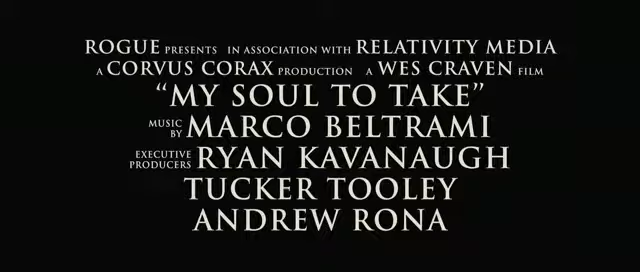 ROGUE PRESENTS IN ASSOCIATION WITH RELATIVITY MEDIA
A CORVUS CORAX PRODUCTION A WES CRAVEN FILM
“MY SOUL TO TAKE”
MUSIC BY MARCO BELTRAMI
EXECUTIVE PRODUCERS RYAN KAVANAUGH
TUCKER TOOLEY
ANDREW RONA